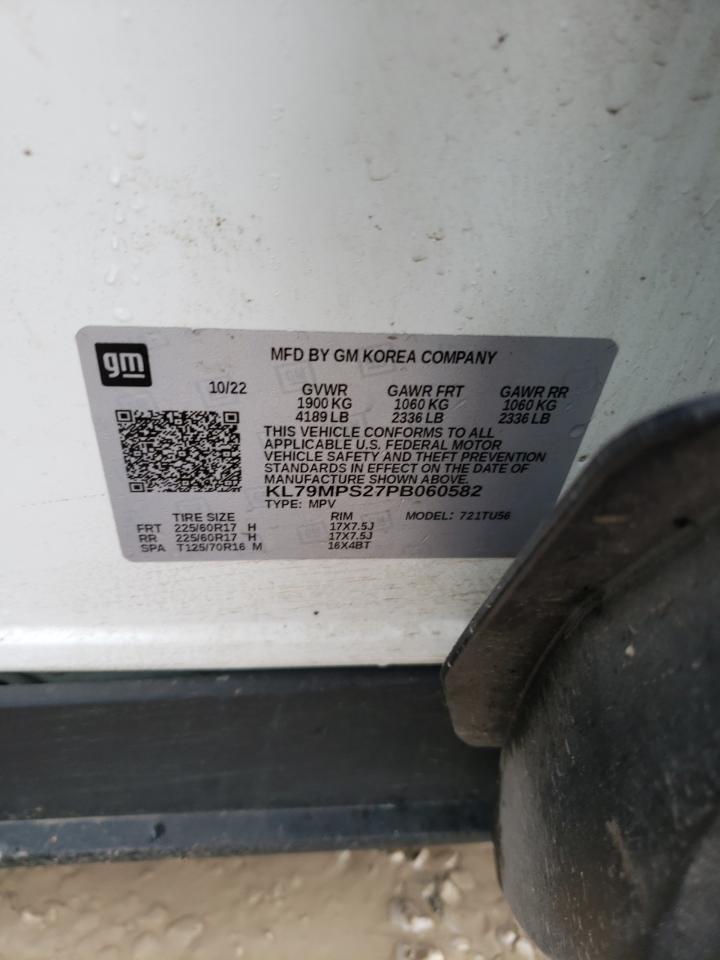 gm
MFD BY GM KOREA COMPANY
10/22 GVWR GAWR FRT GAWR RR
1900 KG 1060 KG 1060 KG
4189 LB 2336 LB 2336 LB
THIS VEHICLE CONFORMS TO ALL
APPLICABLE U.S. FEDERAL MOTOR
VEHICLE SAFETY AND THEFT PREVENTION
STANDARDS IN EFFECT ON THE DATE OF
MANUFACTURE SHOWN ABOVE.
KL79MPS27PB060582
TYPE: MPV
TIRE SIZE RIM MODEL: 721TU56
FRT 225/60R17 H 17X7.5J
RR 225/60R17 H 17X7.5J
SPA T125/70R16 M 16X4BT